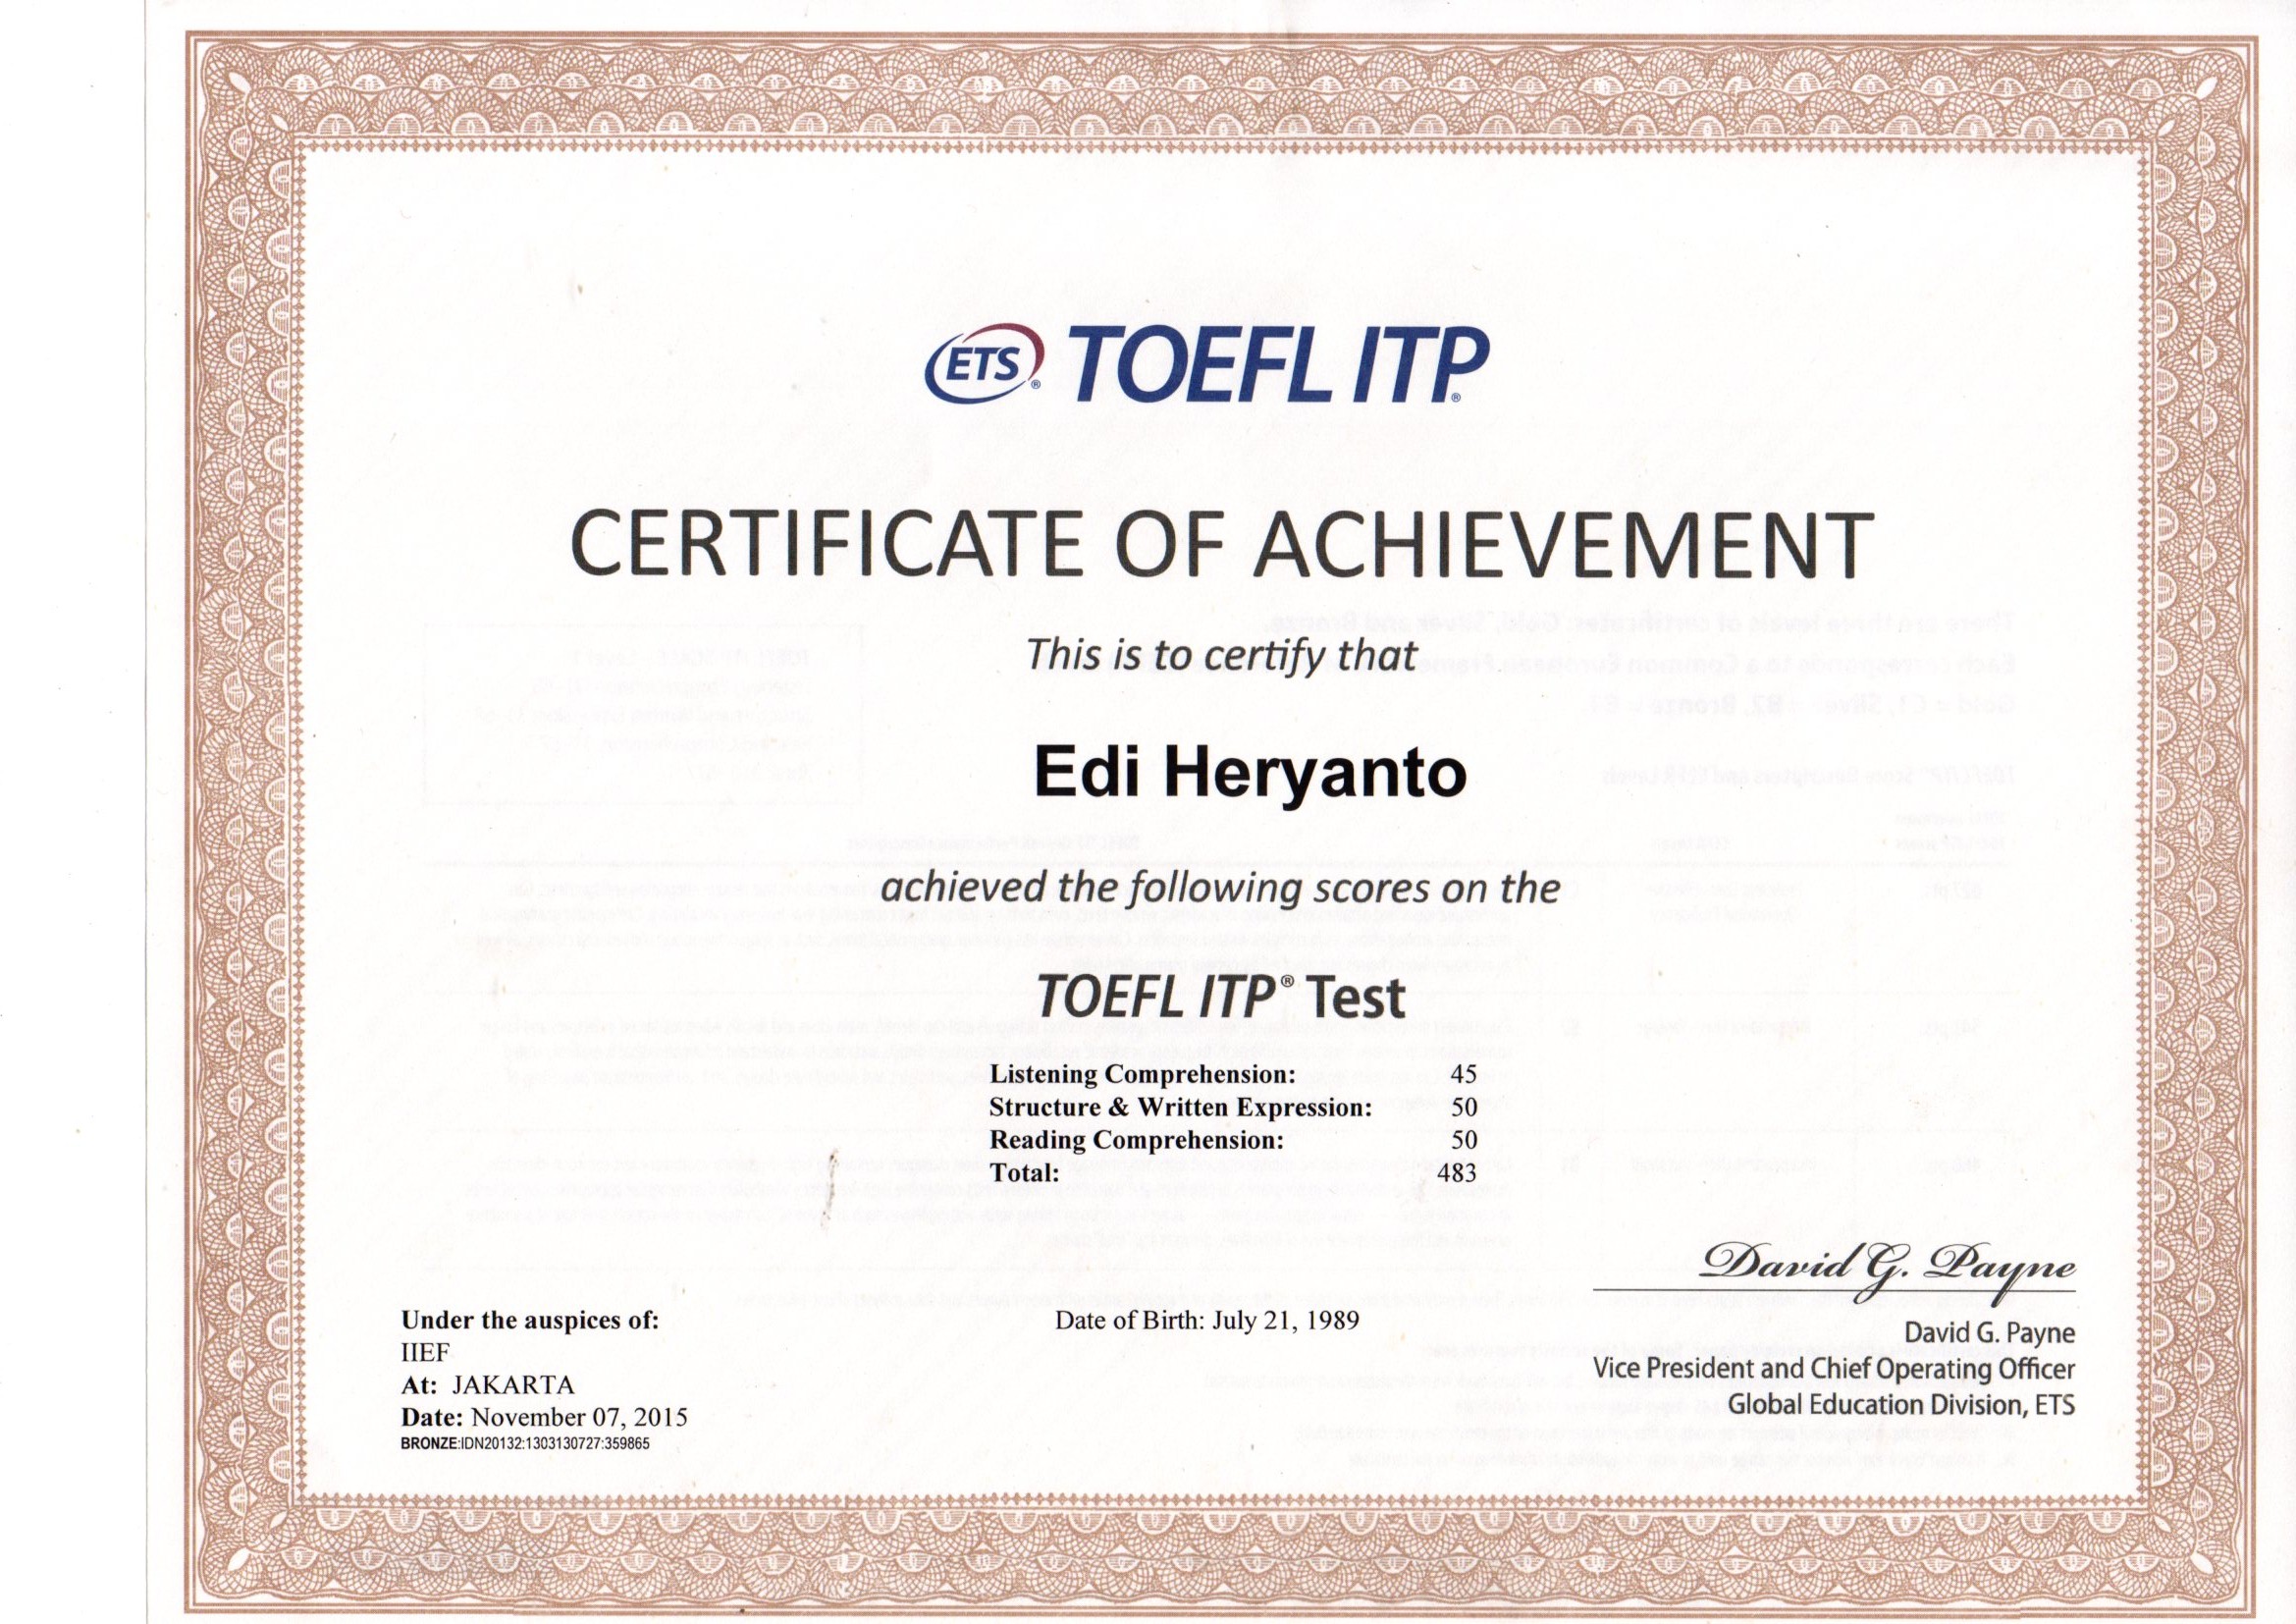 ETS® TOEFL ITP®
CERTIFICATE OF ACHIEVEMENT
This is to certify that
Edi Heryanto
achieved the following scores on the
TOEFL ITP® Test
Listening Comprehension: 45
Structure & Written Expression: 50
Reading Comprehension: 50
Total: 483
David G. Payne
Under the auspices of:
IIEF
At: JAKARTA
Date: November 07, 2015
BRONZE:IDN20132:1303130727:359865
Date of Birth: July 21, 1989
David G. Payne
Vice President and Chief Operating Officer
Global Education Division, ETS